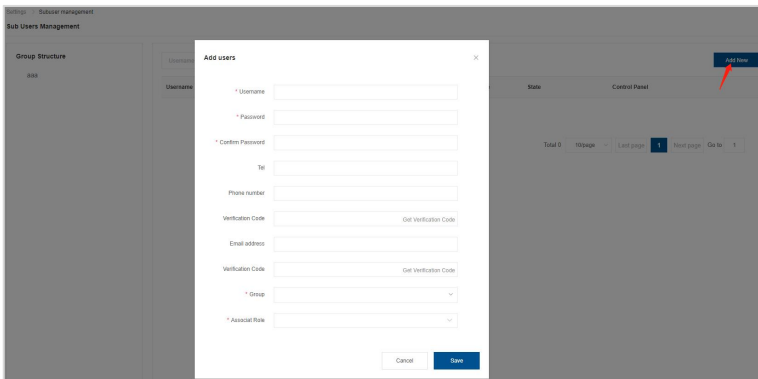 Settings > Subuser management
Sub Users Management
Group Structure
aaa
Username
Add New
Username
State
Control Panel
Total 0 10/page Last page 1 Next page Go to 1
Add users
* Username
* Password
* Confirm Password
Tel
Phone number
Verification Code Get Verification Code
Email address
Verification Code Get Verification Code
* Group
* Associat Role
Cancel Save